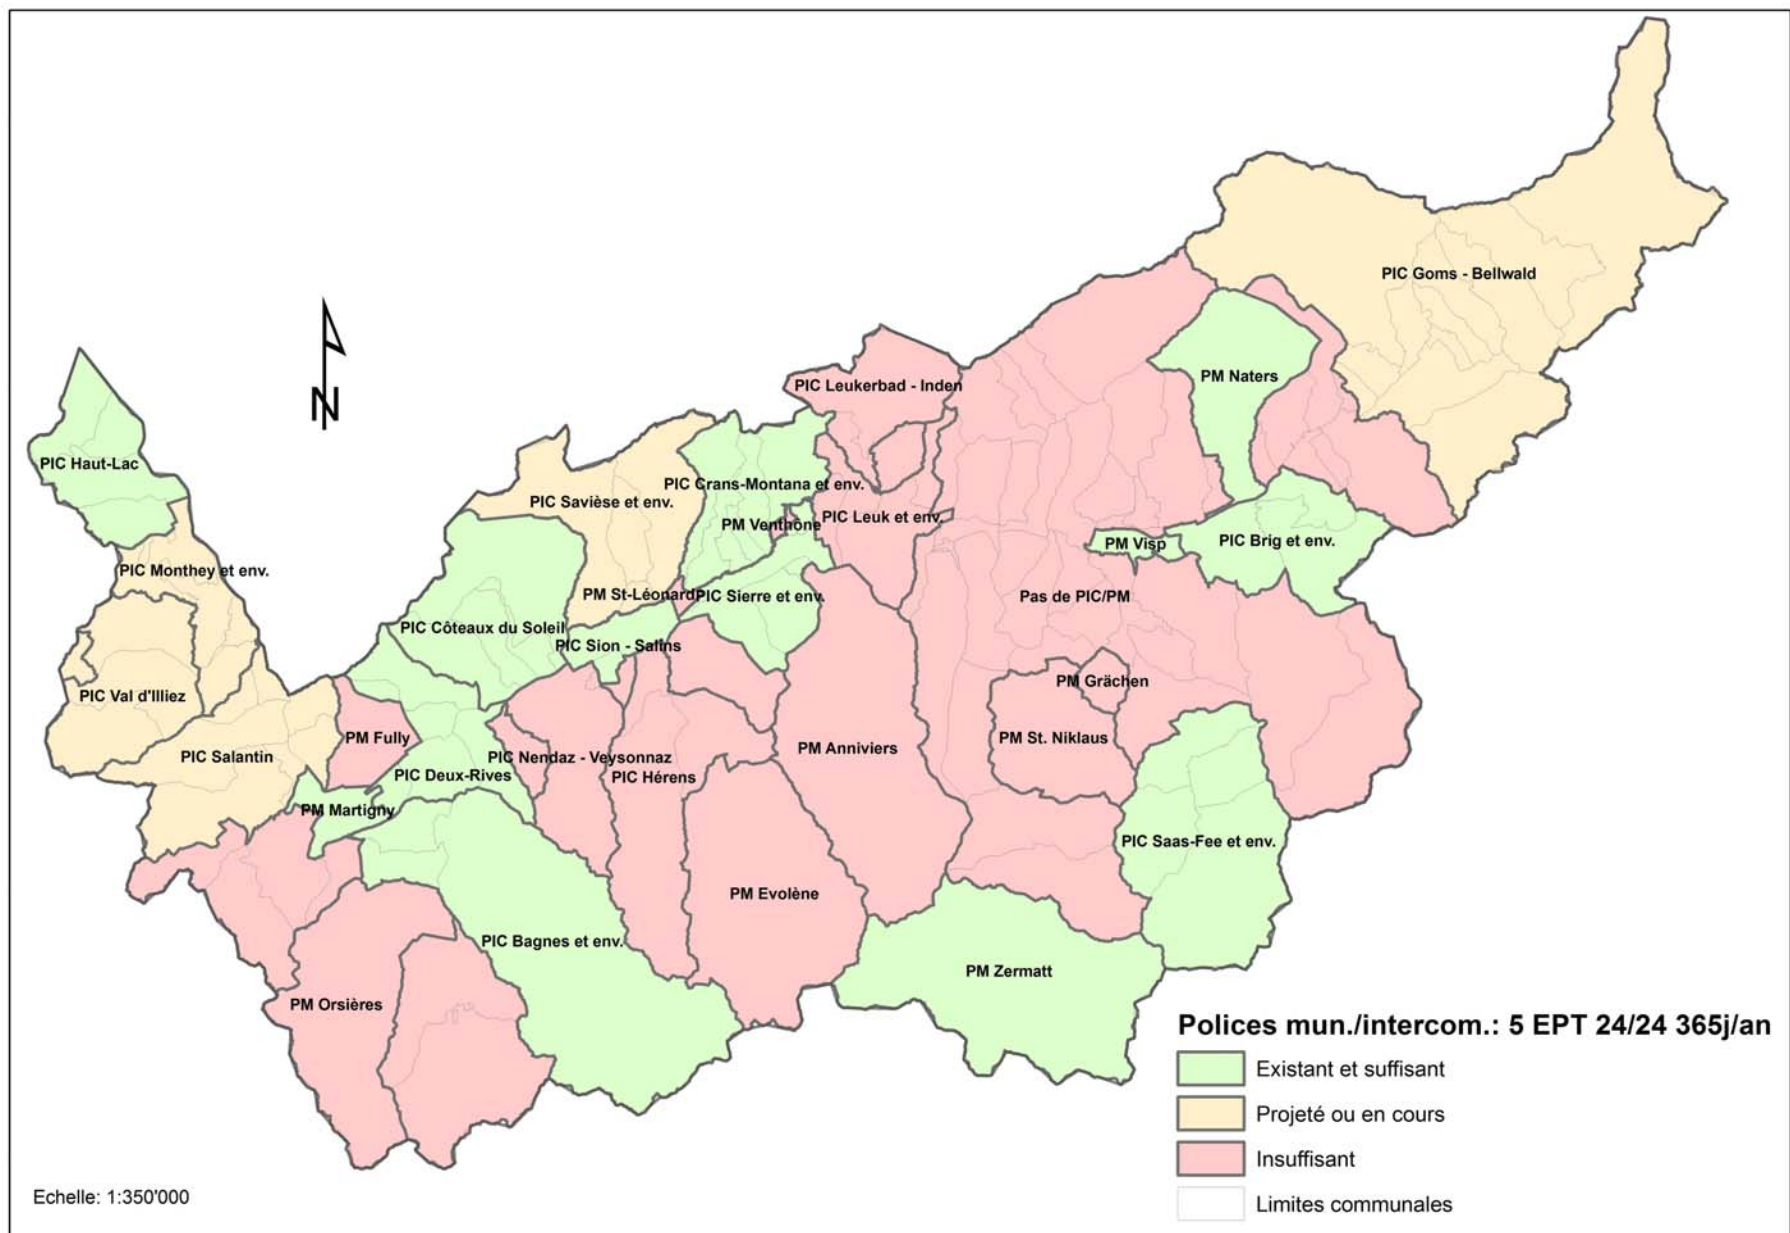 PIC Goms - Bellwald
N
PM Naters
PIC Leukerbad - Inden
PIC Haut-Lac
PIC Crans-Montana et env.
PIC Savièse et env.
PM Venthône
PIC Leuk et env.
PM Visp
PIC Brig et env.
PIC Monthey et env.
PM St-Léonard
PIC Sierre et env.
Pas de PIC/PM
PIC Côteaux du Soleil
PIC Sion - Salins
PM Grächen
PIC Val d'Illiez
PM Fully
PM St. Niklaus
PM Anniviers
PIC Salantin
PIC Nendaz - Veysonnaz
PIC Deux-Rives
PIC Hérens
PM Martigny
PIC Saas-Fee et env.
PM Evolène
PIC Bagnes et env.
PM Zermatt
PM Orsières
Polices mun./intercom.: 5 EPT 24/24 365j/an
Existant et suffisant
Projeté ou en cours
Insuffisant
Limites communales
Echelle: 1:350'000